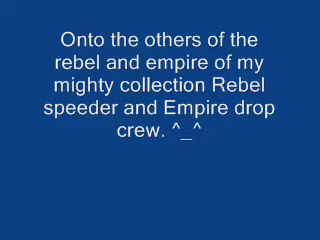 Onto the others of the
rebel and empire of my
mighty collection Rebel
speeder and Empire drop
crew. ^_^